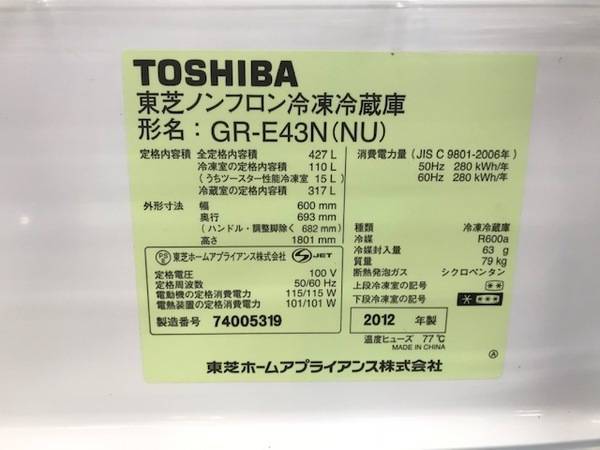 TOSHIBA
東芝ノンフロン冷凍冷蔵庫
形名：GR-E43N(NU)
定格内容積 全定格内容積 427 L
冷凍室の定格内容積 110 L
(うちツースター性能冷凍室 15 L)
冷蔵室の定格内容積 317 L
外形寸法 幅 600 mm
奥行 693 mm
(ハンドル・調整脚除く 682 mm)
高さ 1801 mm
消費電力量 (JIS C 9801-2006年)
50Hz 280 kWh/年
60Hz 280 kWh/年
種類 冷凍冷蔵庫
冷媒 R600a
冷媒封入量 63 g
質量 79 kg
断熱発泡ガス シクロペンタン
上段冷凍室の記号
下段冷凍室の記号
PS E 東芝ホームアプライアンス株式会社 S JET
定格電圧 100 V
定格周波数 50/60 Hz
電動機の定格消費電力 115/115 W
電熱装置の定格消費電力 101/101 W
製造番号 74005319
2012 年製
温度ヒューズ 77℃
MADE IN CHINA
東芝ホームアプライアンス株式会社
A